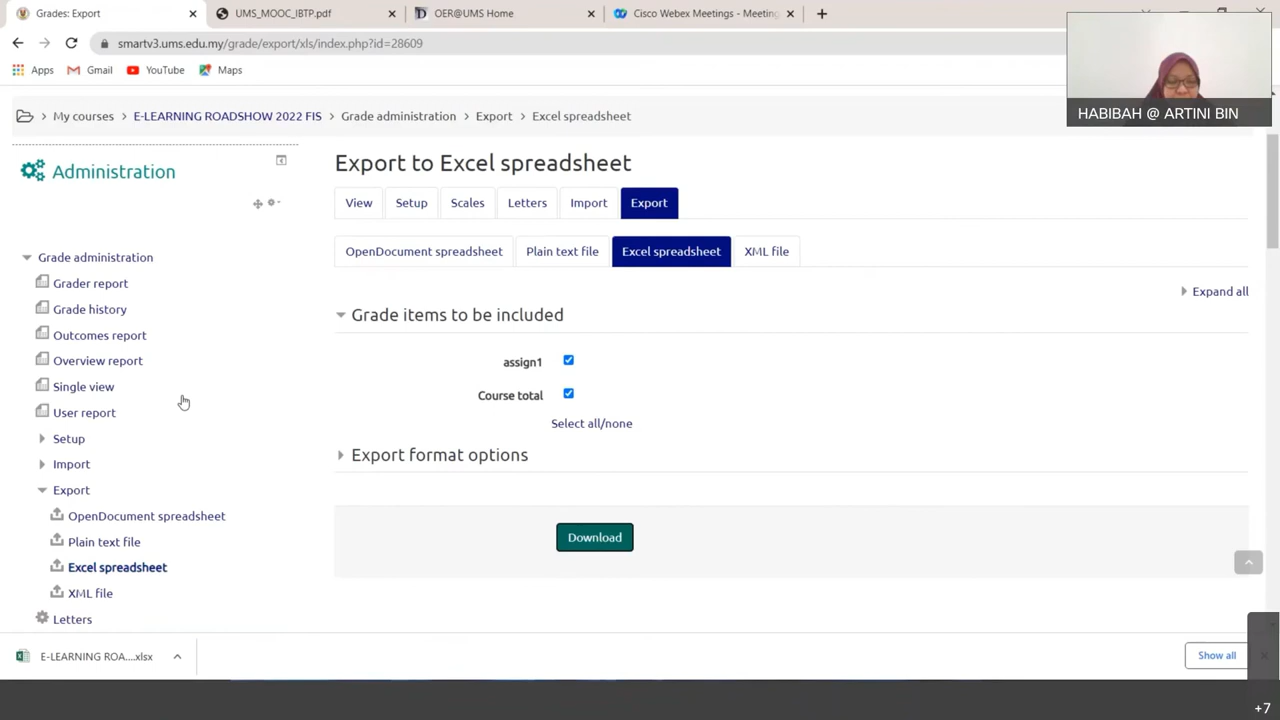 Grades: Export
UMS_MOOC_IBTP.pdf
OER@UMS Home
Cisco Webex Meetings - Meetin
smartv3.ums.edu.my/grade/export/xls/index.php?id=28609
Apps
Gmail
YouTube
Maps
HABIBAH @ ARTINI BIN
My courses
E-LEARNING ROADSHOW 2022 FIS
Grade administration
Export
Excel spreadsheet
Administration
Grade administration
Grader report
Grade history
Outcomes report
Overview report
Single view
User report
Setup
Import
Export
OpenDocument spreadsheet
Plain text file
Excel spreadsheet
XML file
Letters
Export to Excel spreadsheet
View
Setup
Scales
Letters
Import
Export
OpenDocument spreadsheet
Plain text file
Excel spreadsheet
XML file
Expand all
Grade items to be included
assign1
Course total
Select all/none
Export format options
Download
E-LEARNING ROA....xlsx
Show all
+7